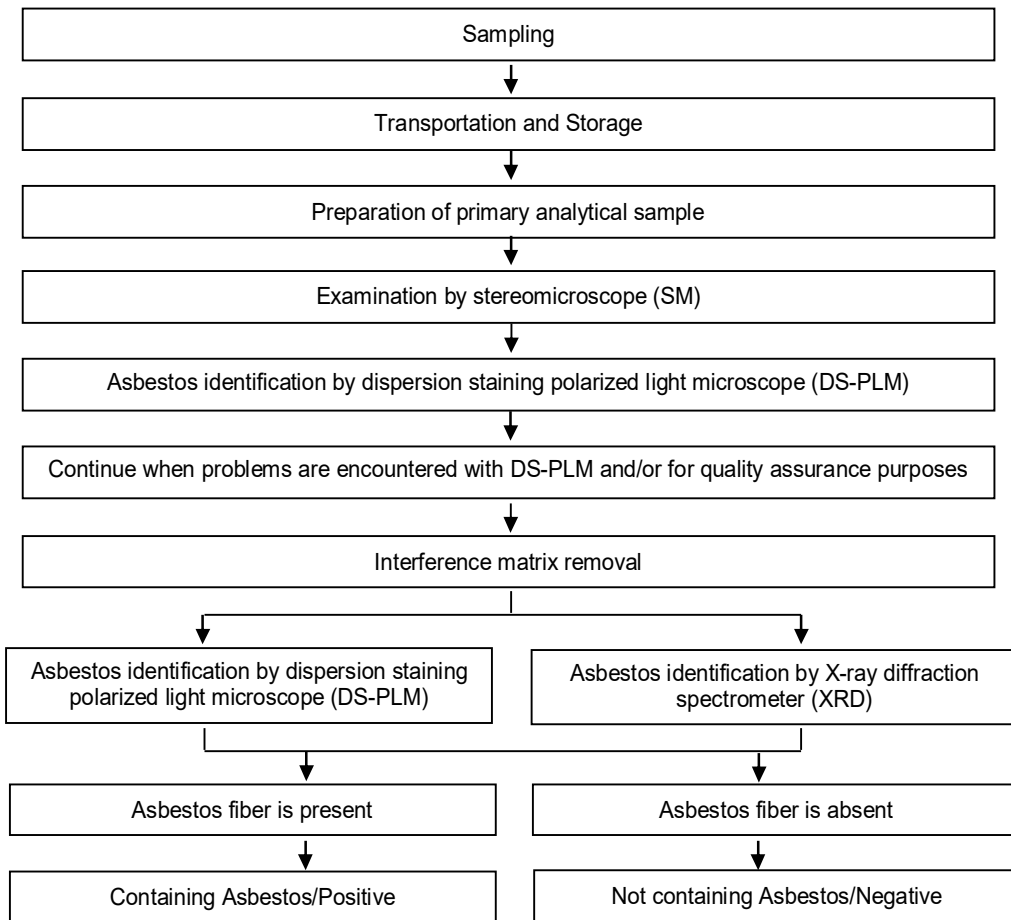 Sampling
Transportation and Storage
Preparation of primary analytical sample
Examination by stereomicroscope (SM)
Asbestos identification by dispersion staining polarized light microscope (DS-PLM)
Continue when problems are encountered with DS-PLM and/or for quality assurance purposes
Interference matrix removal
Asbestos identification by dispersion staining
polarized light microscope (DS-PLM)
Asbestos identification by X-ray diffraction
spectrometer (XRD)
Asbestos fiber is present
Asbestos fiber is absent
Containing Asbestos/Positive
Not containing Asbestos/Negative